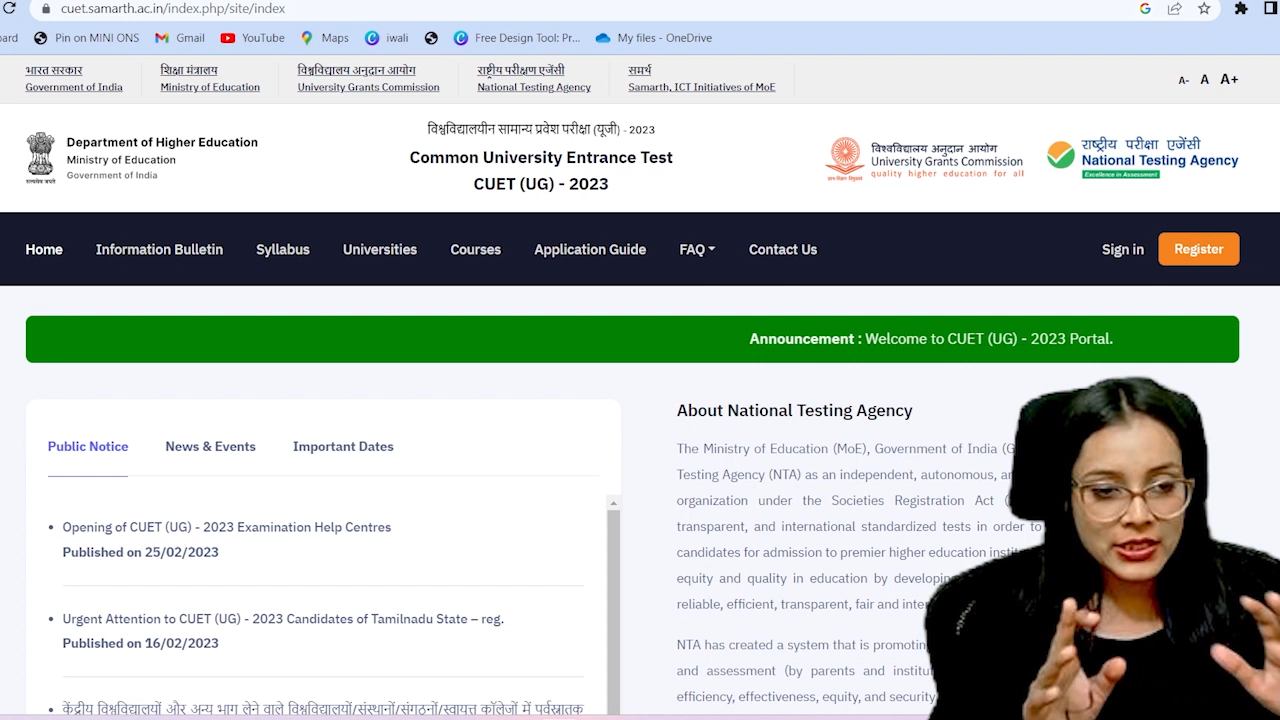 cuet.samarth.ac.in/index.php/site/index
ard Pin on MINI ONS Gmail YouTube Maps iwali Free Design Tool: Pr... My files - OneDrive
भारत सरकार शिक्षा मंत्रालय विश्वविद्यालय अनुदान आयोग राष्ट्रीय परीक्षण एजेंसी समर्थ
Government of India Ministry of Education University Grants Commission National Testing Agency Samarth, ICT Initiatives of MoE A- A A+
विश्वविद्यालयीन सामान्य प्रवेश परीक्षा (यूजी) - 2023
Department of Higher Education
Ministry of Education
Government of India
सत्यमेव जयते
Common University Entrance Test
CUET (UG) - 2023
विश्वविद्यालय अनुदान आयोग
University Grants Commission
quality higher education for all
राष्ट्रीय परीक्षा एजेंसी
National Testing Agency
Excellence in Assessment
Home Information Bulletin Syllabus Universities Courses Application Guide FAQ Contact Us Sign in Register
Announcement : Welcome to CUET (UG) - 2023 Portal.
Public Notice News & Events Important Dates
Opening of CUET (UG) - 2023 Examination Help Centres
Published on 25/02/2023
Urgent Attention to CUET (UG) - 2023 Candidates of Tamilnadu State – reg.
Published on 16/02/2023
केंद्रीय विश्वविद्यालयों और अन्य भाग लेने वाले विश्वविद्यालयों/संस्थानों/संगठनों/स्वायत्त कॉलेजों में पूर्वस्नातक
About National Testing Agency
The Ministry of Education (MoE), Government of India (G
Testing Agency (NTA) as an independent, autonomous, a
organization under the Societies Registration Act (
transparent, and international standardized tests in order to
candidates for admission to premier higher education insti
equity and quality in education by developing
reliable, efficient, transparent, fair and inte
NTA has created a system that is promoting
and assessment (by parents and institu
efficiency, effectiveness, equity, and security